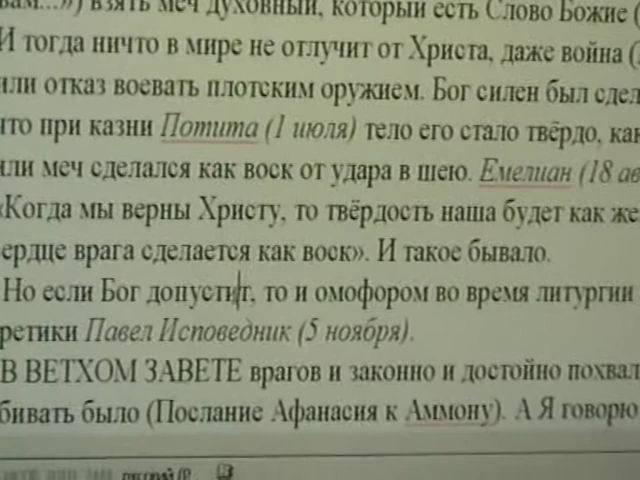 взять меч духовный, который есть Слово Божие (
И тогда ничто в мире не отлучит от Христа, даже война (
или отказ воевать плотским оружием. Бог силен был сдел
что при казни Потита (1 июля) тело его стало твёрдо, как
или меч сделался как воск от удара в шею. Емелиан (18 ав
«Когда мы верны Христу, то твёрдость наша будет как же
ердце врага сделается как воск». И такое бывало.
Но если Бог допустит, то и омофором во время литургии
ретики Павел Исповедник (5 ноября).
В ВЕТХОМ ЗАВЕТЕ врагов и законно и достойно похвал
бивать было (Послание Афанасия к Аммону). А Я говорю